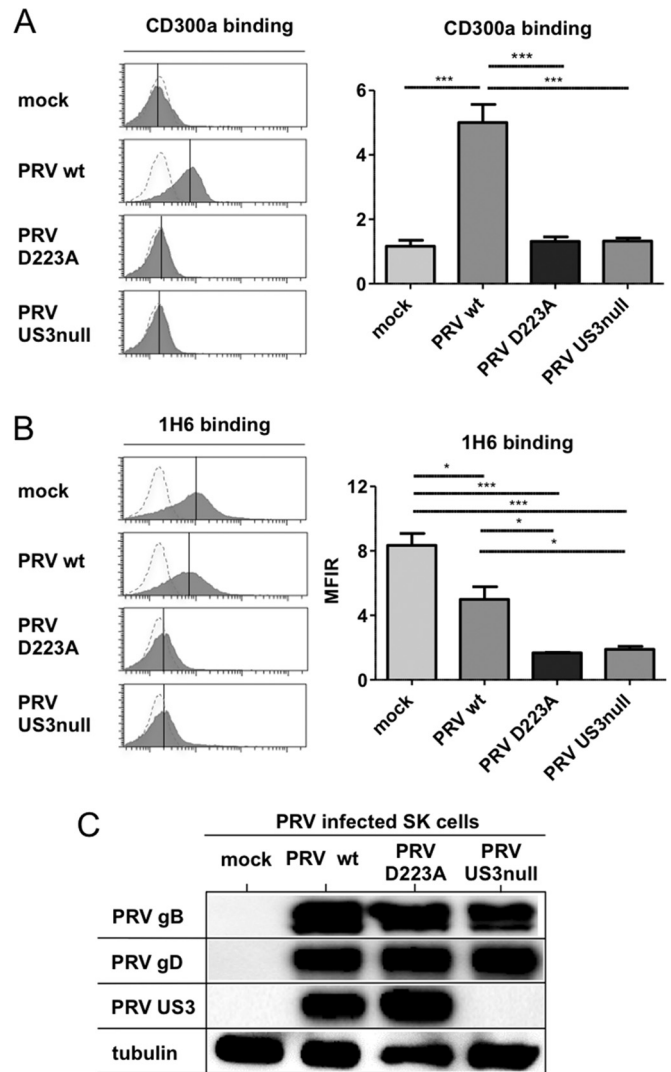 A
CD300a binding
mock
PRV wt
PRV
D223A
PRV
US3null
CD300a binding
***
***
***
6
4
2
0
mock
PRV wt
PRV D223A
PRV US3null
B
1H6 binding
mock
PRV wt
PRV
D223A
PRV
US3null
1H6 binding
*
***
***
*
*
MFIR
12
8
4
0
mock
PRV wt
PRV D223A
PRV US3null
C
PRV infected SK cells
mock
PRV wt
PRV
D223A
PRV
US3null
PRV gB
PRV gD
PRV US3
tubulin